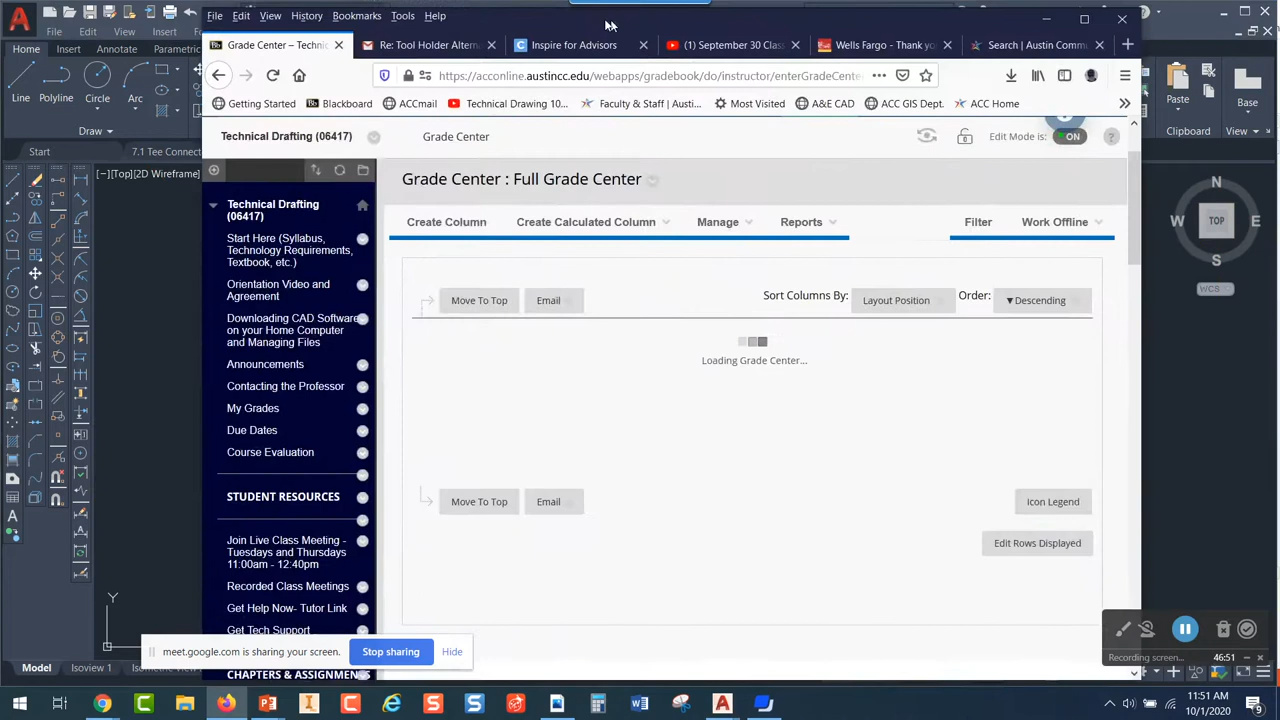 File Edit View History Bookmarks Tools Help
Grade Center – Technic
Re: Tool Holder Alterna
Inspire for Advisors
(1) September 30 Class
Wells Fargo - Thank yo
Search | Austin Commu
https://acconline.austincc.edu/webapps/gradebook/do/instructor/enterGradeCente
Getting Started Blackboard ACCmail Technical Drawing 10... Faculty & Staff | Austi... Most Visited A&E CAD ACC GIS Dept. ACC Home
Home Insert Annotate
Line Polyline Circle Arc
Draw
Start 7.1 Tee Connect
[−][Top][2D Wireframe]
Paste
Clipboard
Base
View
N
W TOP E
S
WCS
Technical Drafting (06417) Grade Center Edit Mode is: ON ?
Grade Center : Full Grade Center
Create Column Create Calculated Column Manage Reports Filter Work Offline
Move To Top Email Sort Columns By: Layout Position Order: ▼Descending
Loading Grade Center...
Move To Top Email Icon Legend
Edit Rows Displayed
Technical Drafting
(06417)
Start Here (Syllabus,
Technology Requirements,
Textbook, etc.)
Orientation Video and
Agreement
Downloading CAD Software
on your Home Computer
and Managing Files
Announcements
Contacting the Professor
My Grades
Due Dates
Course Evaluation
STUDENT RESOURCES
Join Live Class Meeting -
Tuesdays and Thursdays
11:00am - 12:40pm
Recorded Class Meetings
Get Help Now- Tutor Link
Get Tech Support
CHAPTERS & ASSIGNMENTS
Y
meet.google.com is sharing your screen. Stop sharing Hide
Recording screen... 46:51
Model Isoview 1
11:51 AM
10/1/2020